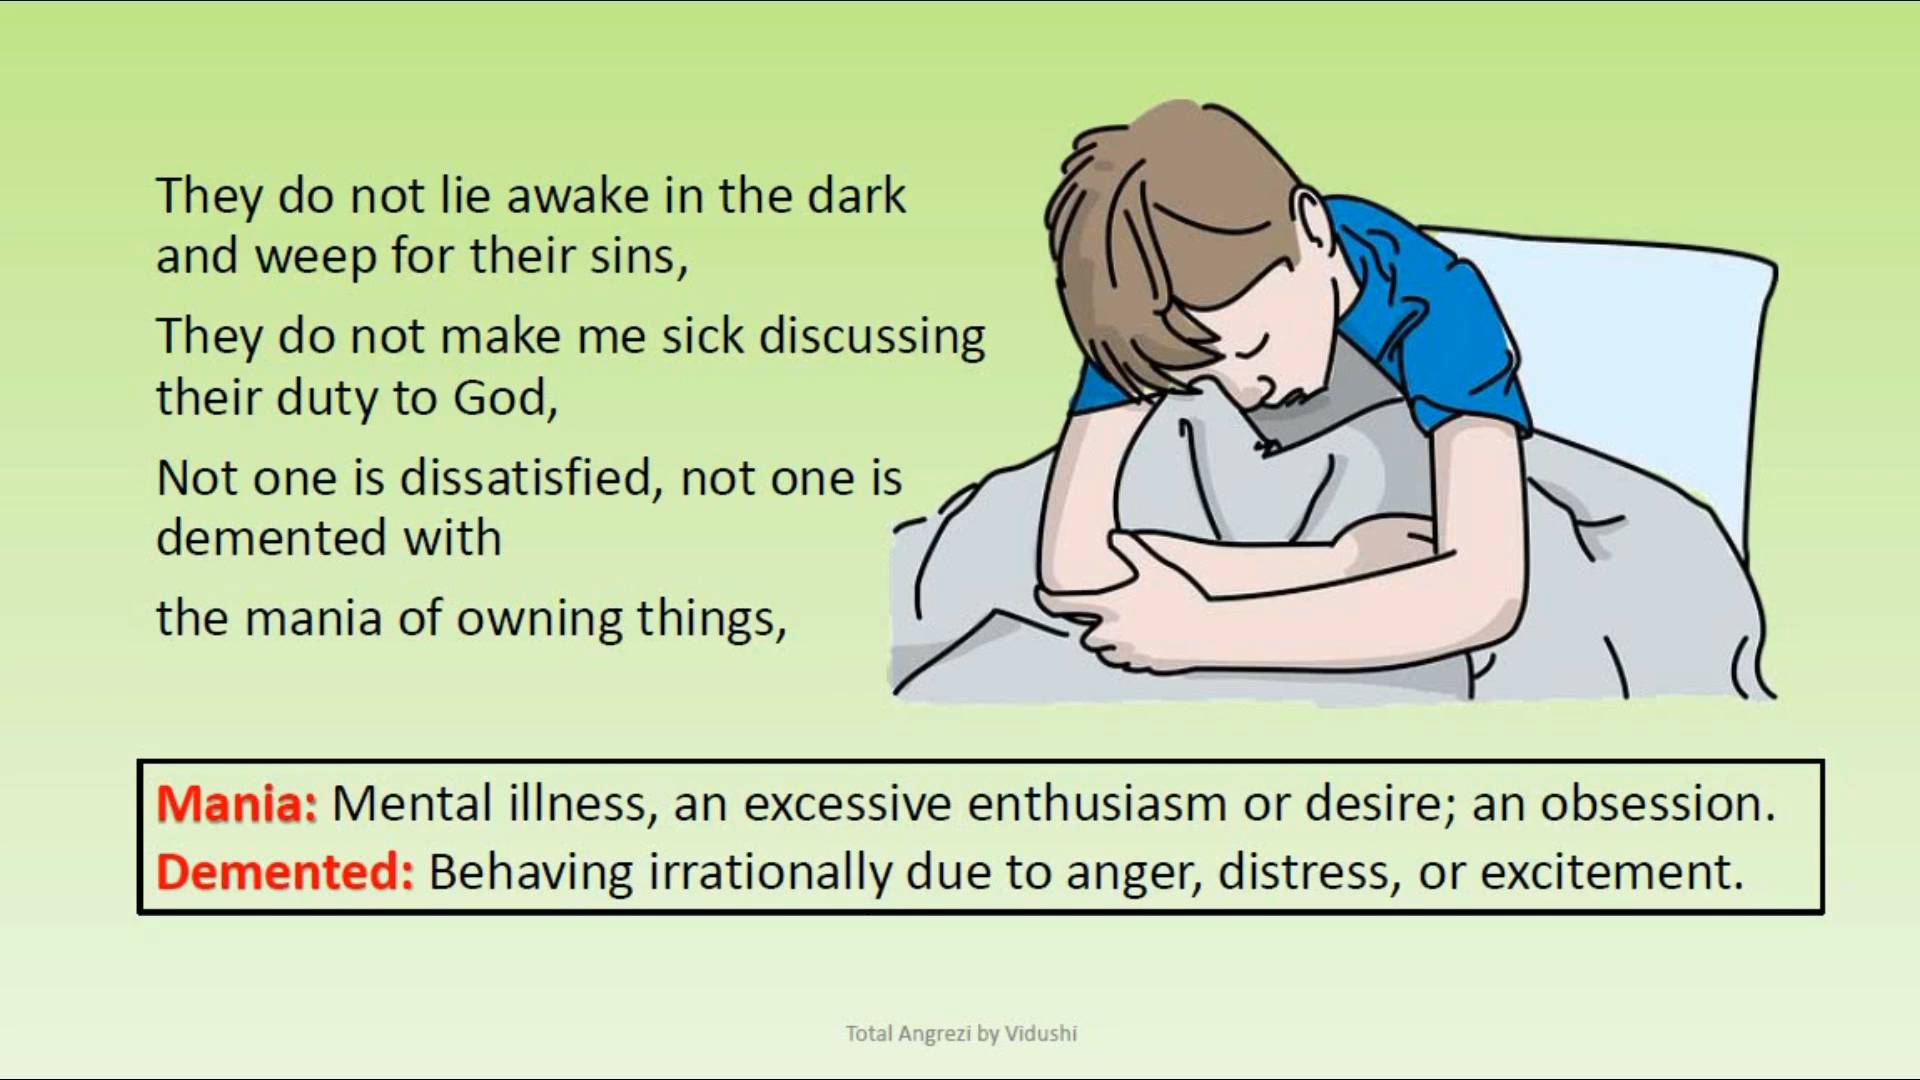 They do not lie awake in the dark
and weep for their sins,
They do not make me sick discussing
their duty to God,
Not one is dissatisfied, not one is
demented with
the mania of owning things,
Mania: Mental illness, an excessive enthusiasm or desire; an obsession.
Demented: Behaving irrationally due to anger, distress, or excitement.
Total Angrezi by Vidushi